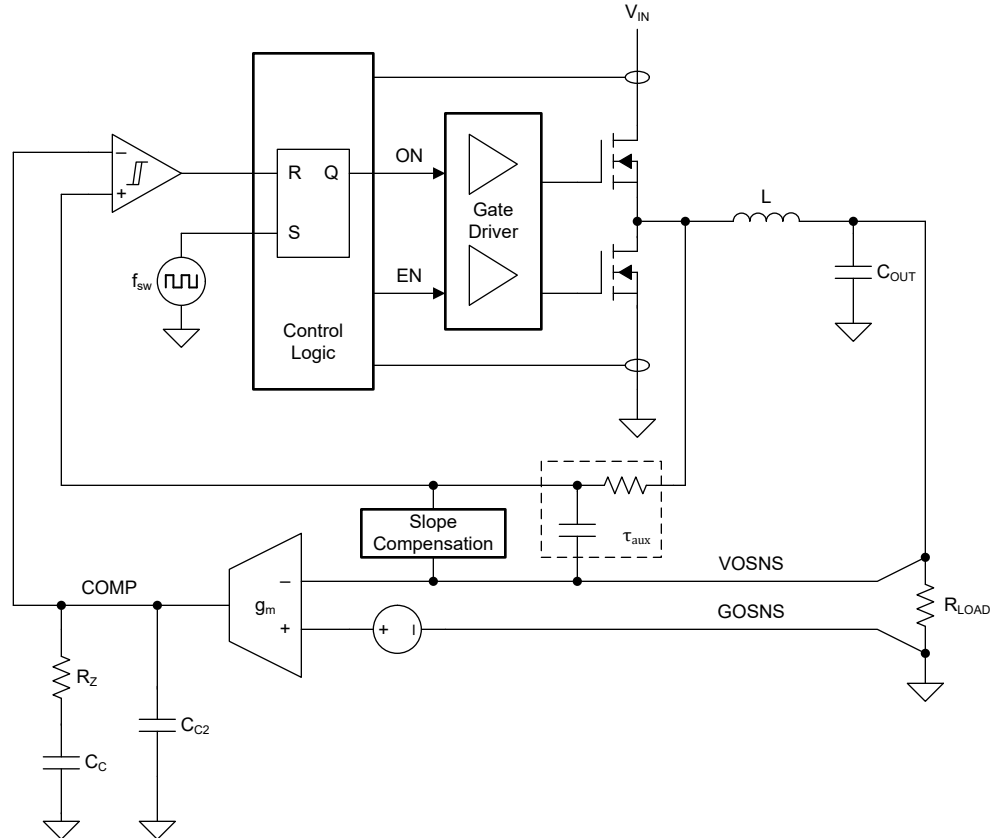 V_IN
−
+
R Q
S
ON
EN
Gate
Driver
f_sw
Control
Logic
L
C_OUT
Slope
Compensation
τ_aux
COMP
g_m
−
+
+ −
VOSNS
GOSNS
R_LOAD
R_Z
C_C2
C_C